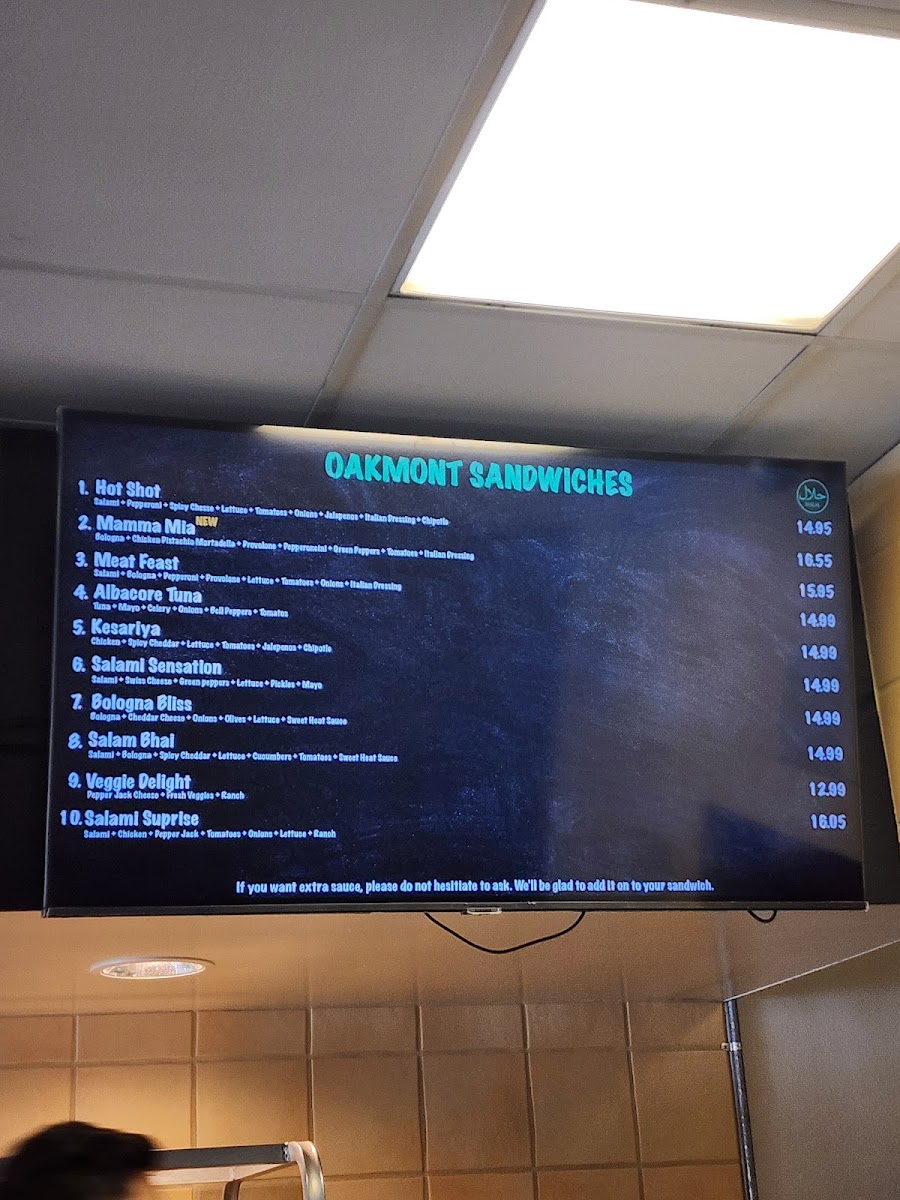 OAKMONT SANDWICHES
حلال
1. Hot Shot 14.95
Salami + Pepperoni + Spicy Cheese + Lettuce + Tomatoes + Onions + Jalapenos + Italian Dressing + Chipotle
2. Mamma Mia NEW 16.55
Bologna + Chicken Pistachio Mortadella + Provolone + Pepperoncini + Green Peppers + Tomatoes + Italian Dressing
3. Meat Feast 15.95
Salami + Bologna + Pepperoni + Provolone + Lettuce + Tomatoes + Onions + Italian Dressing
4. Albacore Tuna 14.99
Tuna + Mayo + Celery + Onions + Bell Peppers + Tomatos
5. Kesariya 14.99
Chicken + Spicy Cheddar + Lettuce + Tomatoes + Jalepenos + Chipotle
6. Salami Sensation 14.99
Salami + Swiss Cheese + Green peppers + Lettuce + Pickles + Mayo
7. Bologna Bliss 14.99
Bologna + Cheddar Cheese + Onions + Olives + Lettuce + Sweet Heat Sauce
8. Salam Bhai 14.99
Salami + Bologna + Spicy Cheddar + Lettuce + Cucumbers + Tomatoes + Sweet Heat Sauce
9. Veggie Delight 12.99
Pepper Jack Cheese + Fresh Veggies + Ranch
10. Salami Suprise 16.05
Salami + Chicken + Pepper Jack + Tomatoes + Onions + Lettuce + Ranch
If you want extra sauce, please do not hesitiate to ask. We'll be glad to add it on to your sandwich.